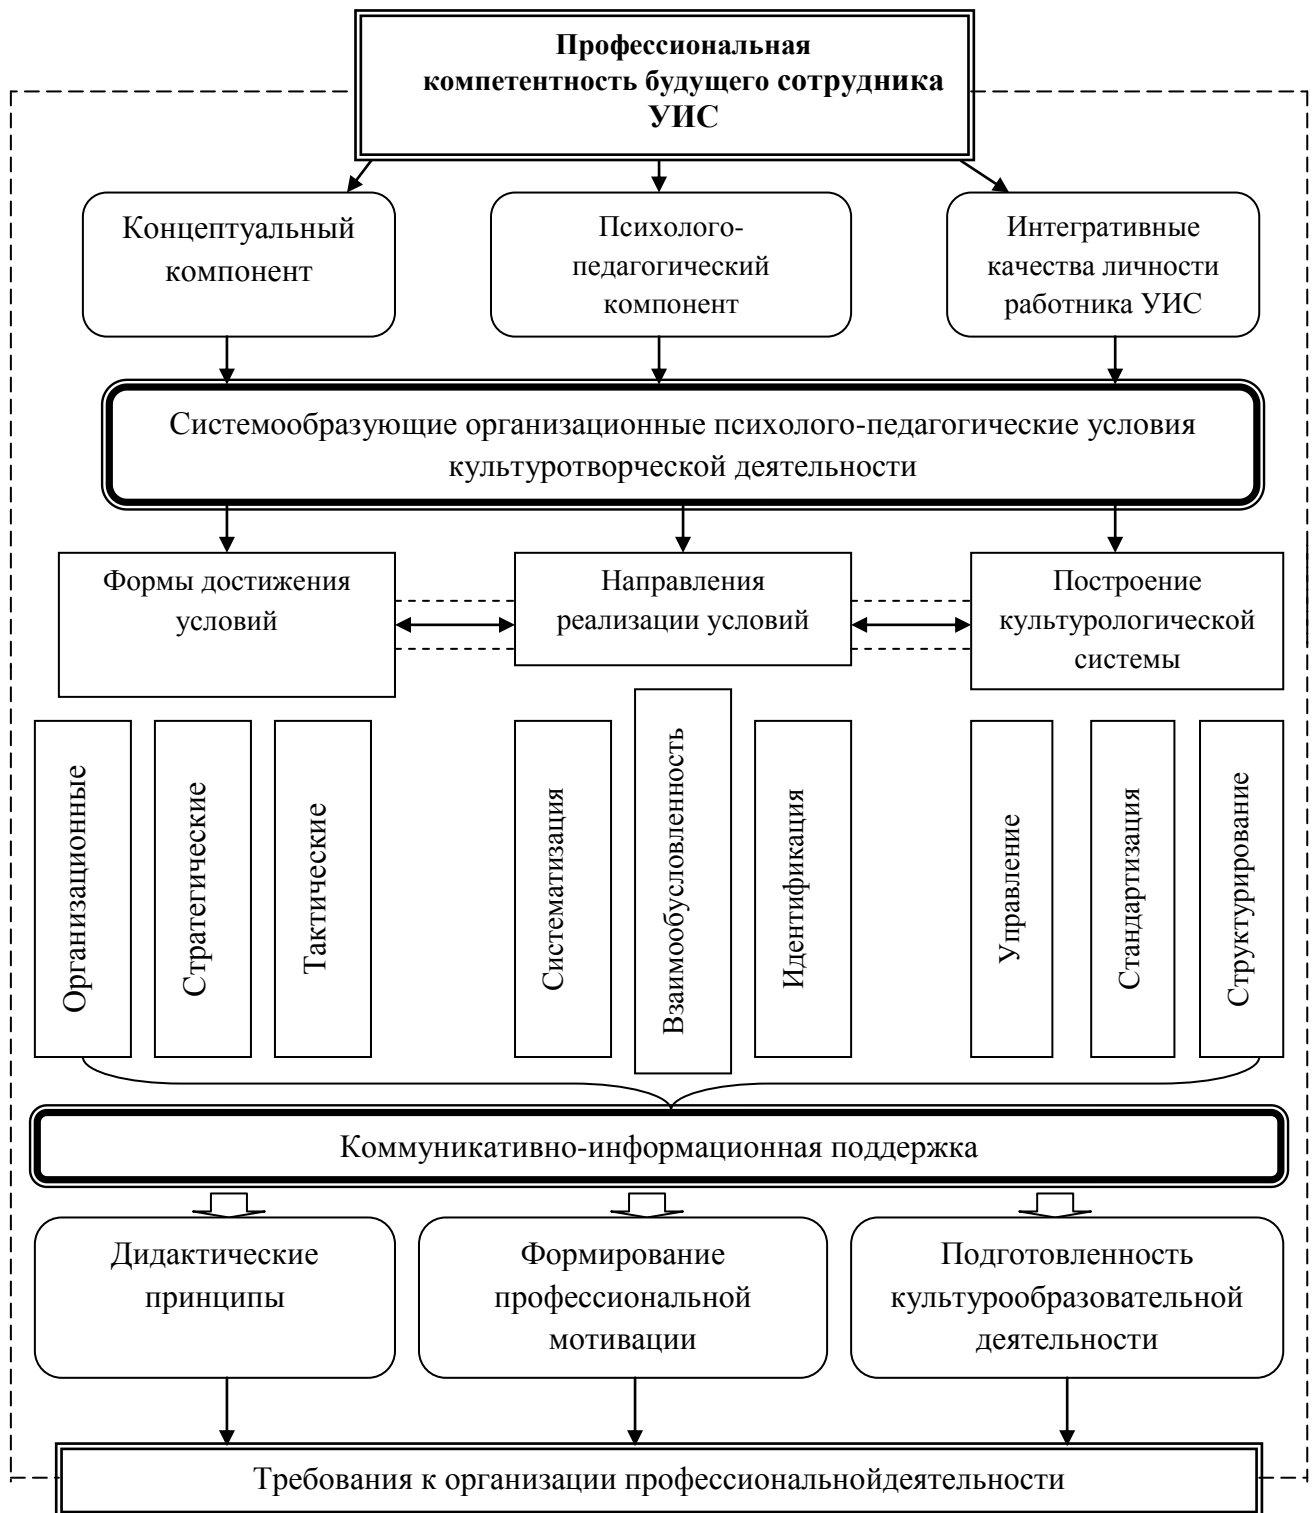 Профессиональная
компетентность будущего сотрудника
УИС
Концептуальный
компонент
Психолого-
педагогический
компонент
Интегративные
качества личности
работника УИС
Системообразующие организационные психолого-педагогические условия
культуротворческой деятельности
Формы достижения
условий
Направления
реализации условий
Построение
культурологической
системы
Организационные
Стратегические
Тактические
Систематизация
Взаимообусловленность
Идентификация
Управление
Стандартизация
Структурирование
Коммуникативно-информационная поддержка
Дидактические
принципы
Формирование
профессиональной
мотивации
Подготовленность
культурообразовательной
деятельности
Требования к организации профессиональнойдеятельности